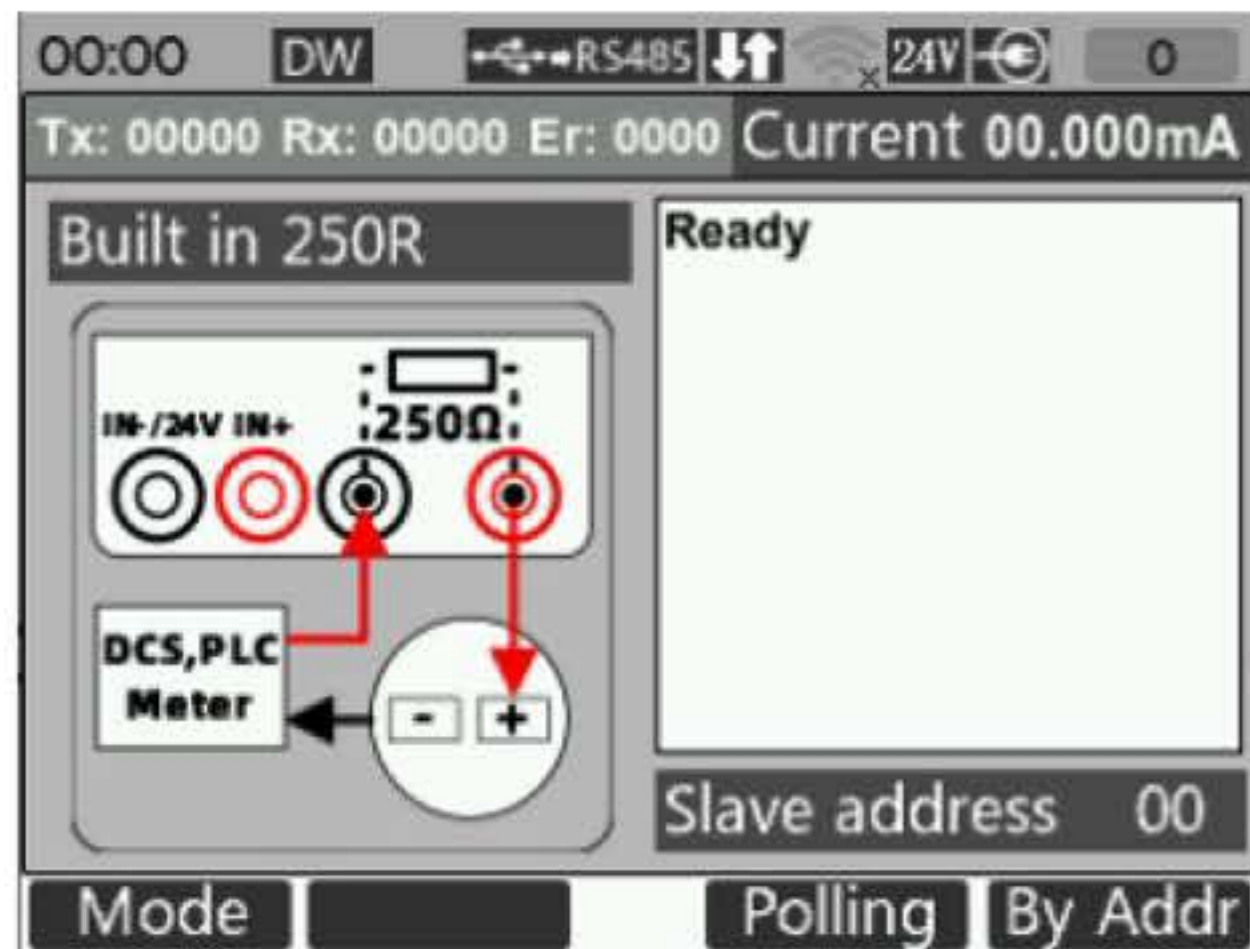 00:00 DW RS485 24V 0
Tx: 00000 Rx: 00000 Er: 0000 Current 00.000mA
Built in 250R
Ready
250Ω
IN-/24V IN+
DCS,PLC
Meter
- +
Slave address 00
Mode Polling By Addr